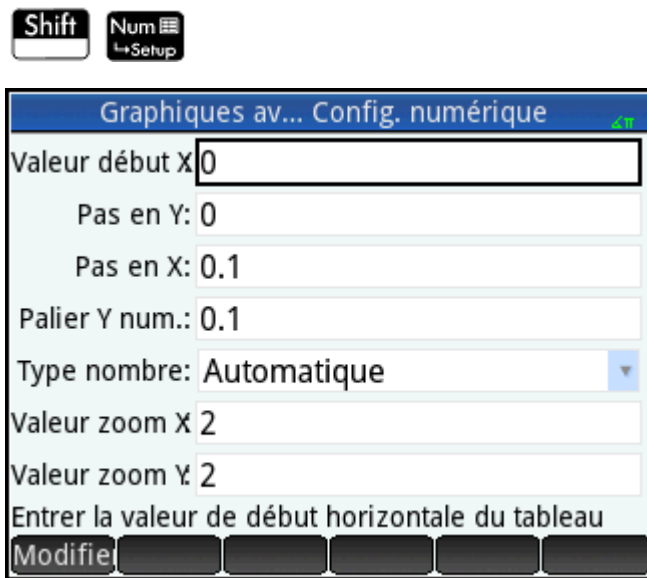 Shift Num
↳Setup
Graphiques av... Config. numérique ∡π
Valeur début X 0
Pas en Y: 0
Pas en X: 0.1
Palier Y num.: 0.1
Type nombre: Automatique
Valeur zoom X 2
Valeur zoom Y: 2
Entrer la valeur de début horizontale du tableau
Modifie